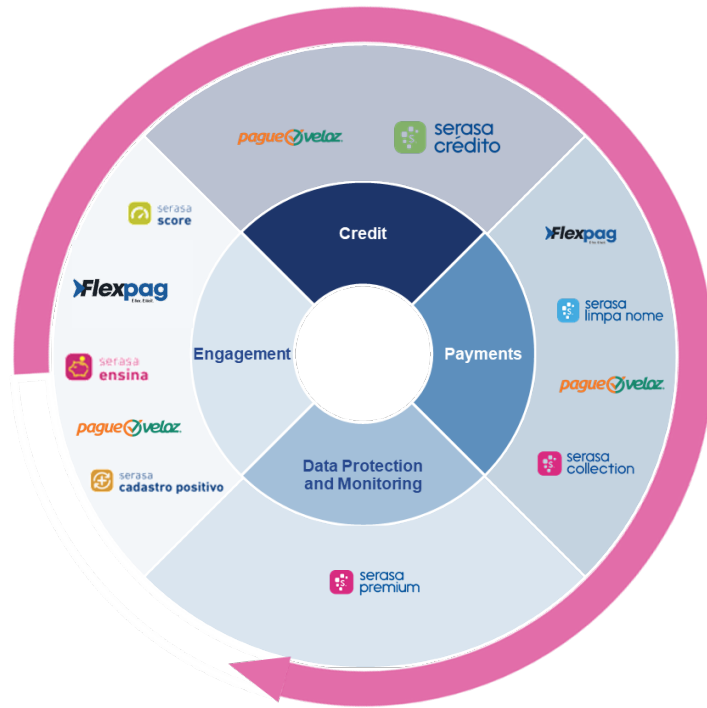 pagueveloz
serasa
crédito
Credit
serasa
score
Flexpag
serasa
ensina
pagueveloz
serasa
cadastro positivo
Engagement
Payments
Flexpag
serasa
limpa nome
pagueveloz
serasa
collection
Data Protection
and Monitoring
serasa
premium